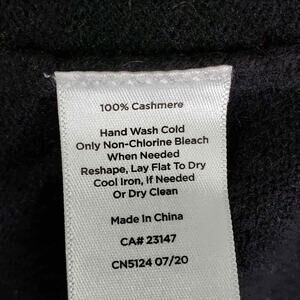 100% Cashmere
Hand Wash Cold
Only Non-Chlorine Bleach
When Needed
Reshape, Lay Flat To Dry
Cool Iron, If Needed
Or Dry Clean
Made In China
CA# 23147
CN5124 07/20